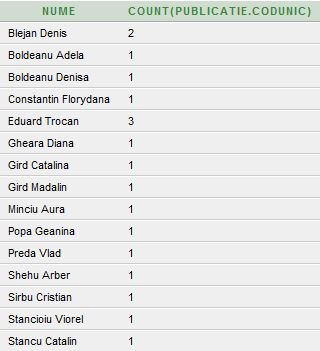 NUME COUNT(PUBLICATIE.CODUNIC)
Blejan Denis 2
Boldeanu Adela 1
Boldeanu Denisa 1
Constantin Florydana 1
Eduard Trocan 3
Gheara Diana 1
Gird Catalina 1
Gird Madalin 1
Minciu Aura 1
Popa Geanina 1
Preda Vlad 1
Shehu Arber 1
Sirbu Cristian 1
Stancioiu Viorel 1
Stancu Catalin 1